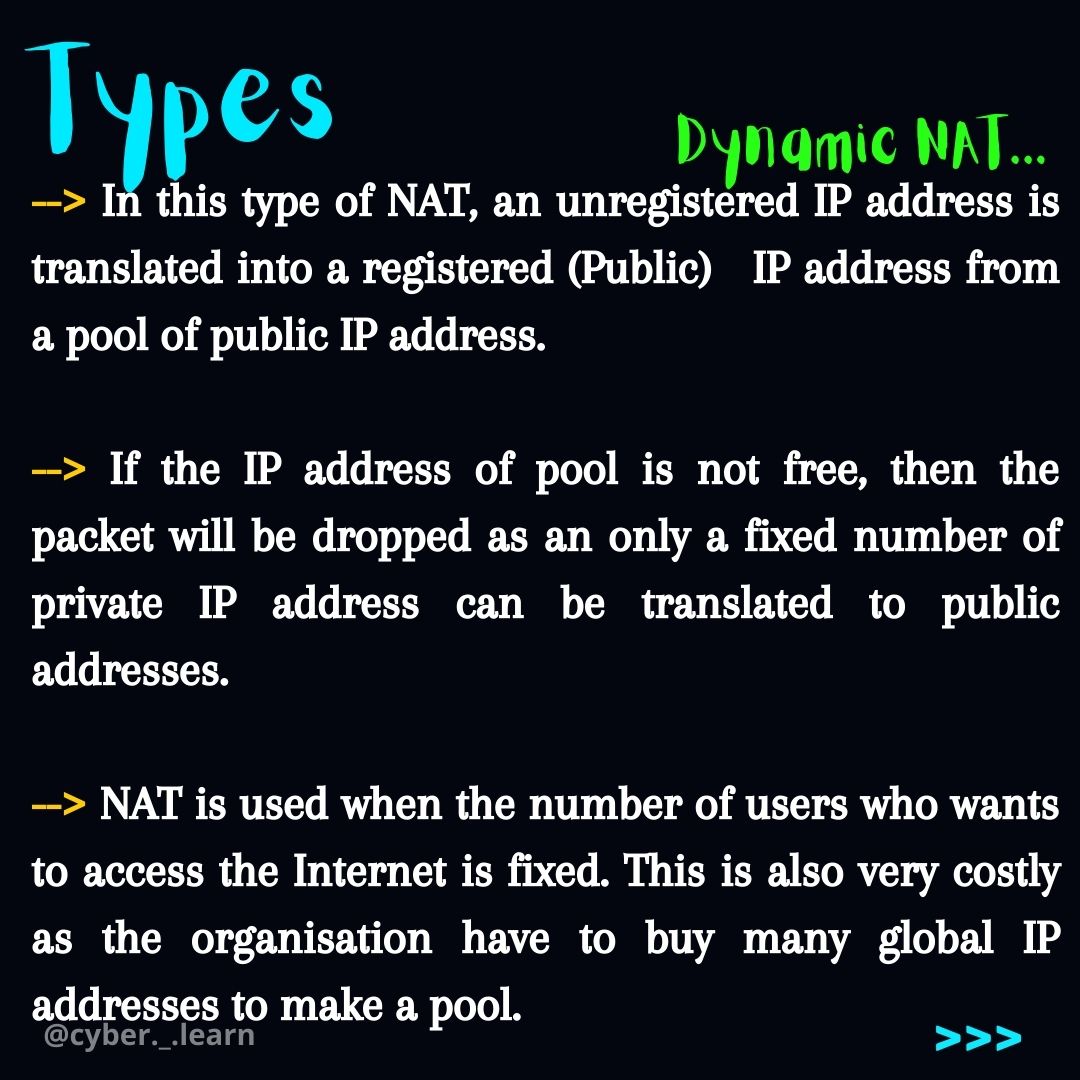 Types
Dynamic NAT...
--> In this type of NAT, an unregistered IP address is
translated into a registered (Public) IP address from
a pool of public IP address.
--> If the IP address of pool is not free, then the
packet will be dropped as an only a fixed number of
private IP address can be translated to public
addresses.
--> NAT is used when the number of users who wants
to access the Internet is fixed. This is also very costly
as the organisation have to buy many global IP
addresses to make a pool.
@cyber._.learn
>>>